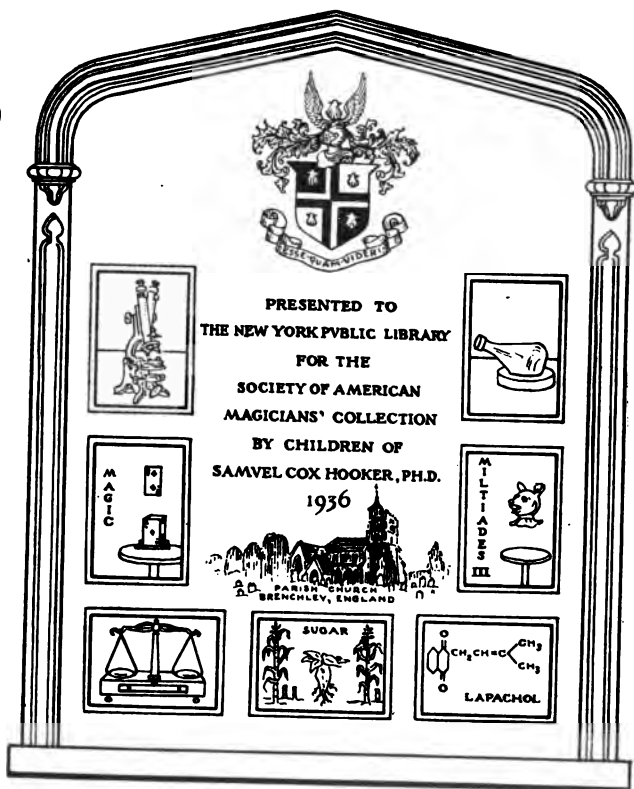 ESSE·QUAM·VIDERI
PRESENTED TO
THE NEW YORK PVBLIC LIBRARY
FOR THE
SOCIETY OF AMERICAN
MAGICIANS' COLLECTION
BY CHILDREN OF
SAMVEL COX HOOKER, PH.D.
1936
MAGIC
MILTIADES
III
PARISH CHURCH
BRENCHLEY, ENGLAND
SUGAR
O
CH₂CH=C
CH₃
CH₃
O
LAPACHOL